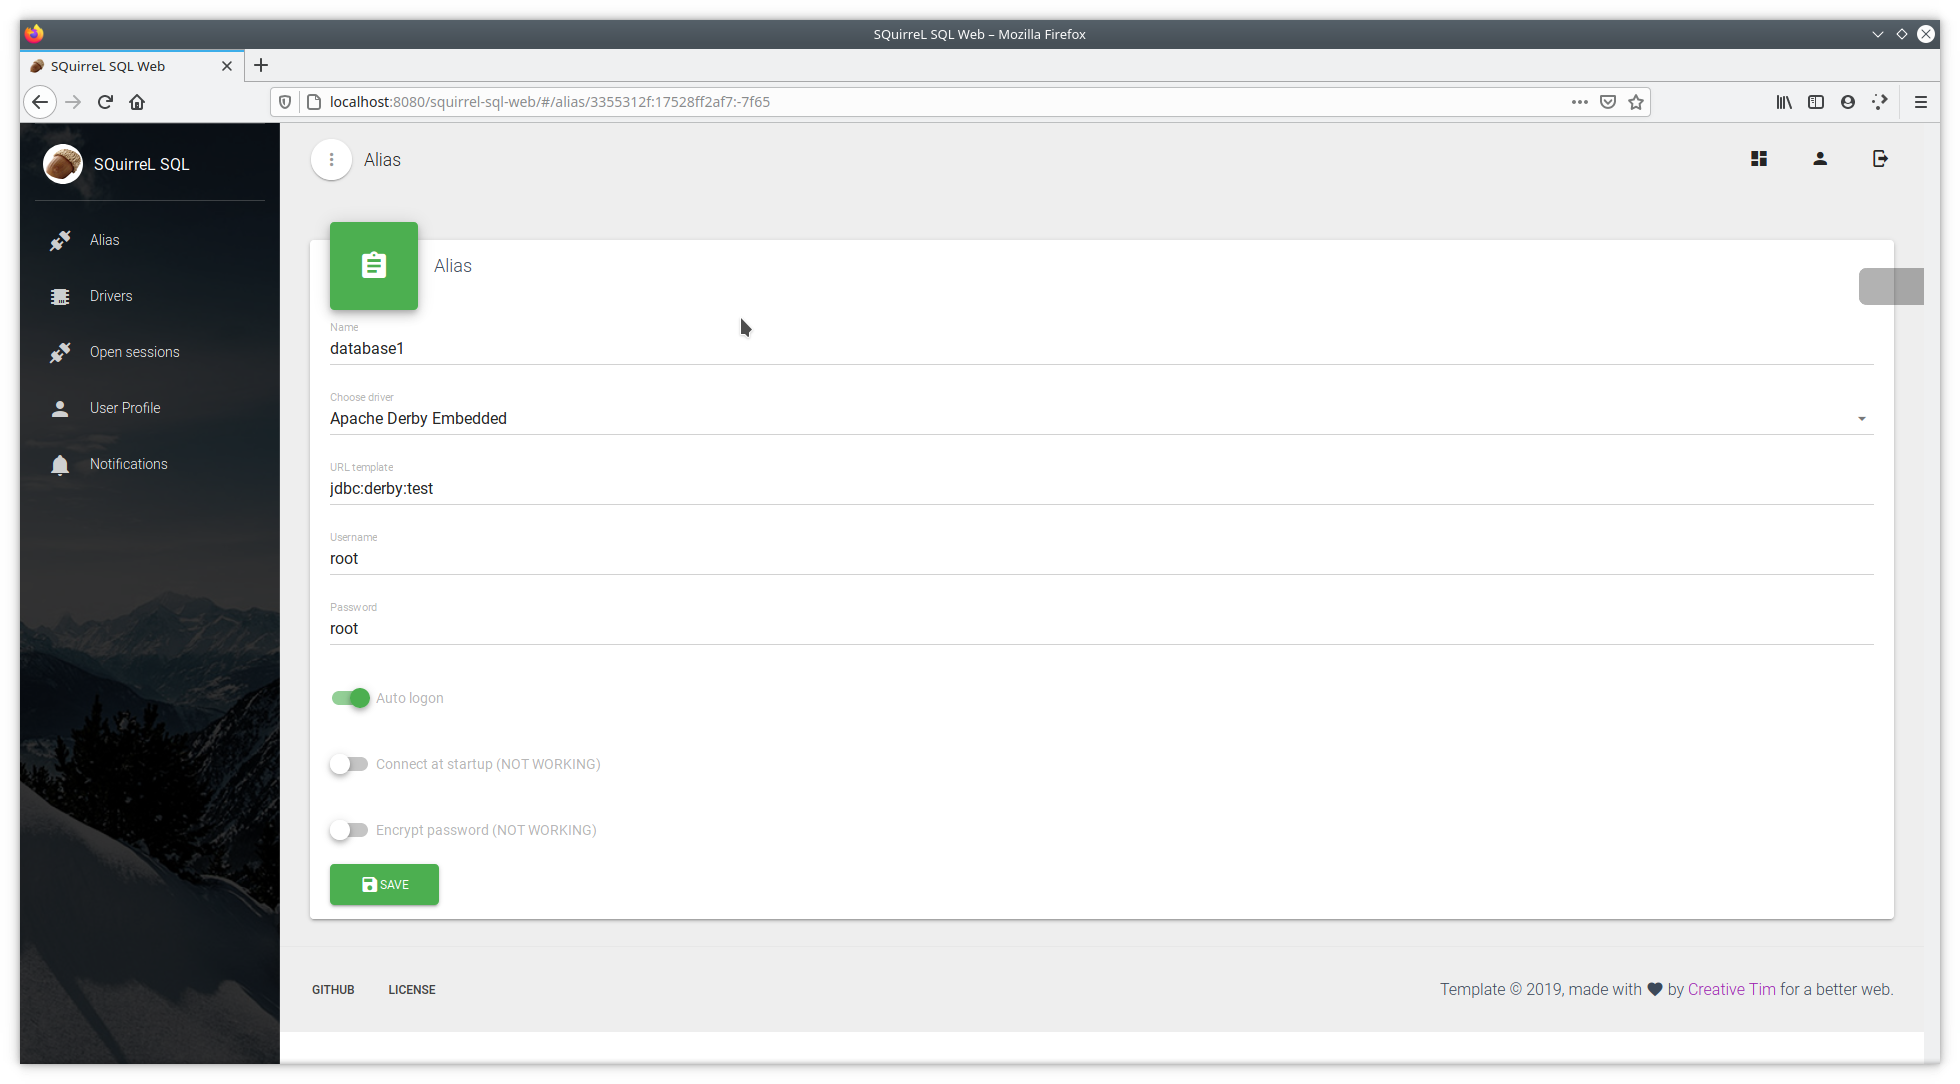 SQuirreL SQL Web – Mozilla Firefox
SQuirreL SQL Web
localhost:8080/squirrel-sql-web/#/alias/3355312f:17528ff2af7:-7f65
SQuirreL SQL
Alias
Drivers
Open sessions
User Profile
Notifications
Alias
Alias
Name
database1
Choose driver
Apache Derby Embedded
URL template
jdbc:derby:test
Username
root
Password
root
Auto logon
Connect at startup (NOT WORKING)
Encrypt password (NOT WORKING)
SAVE
GITHUB LICENSE
Template © 2019, made with ♥ by Creative Tim for a better web.